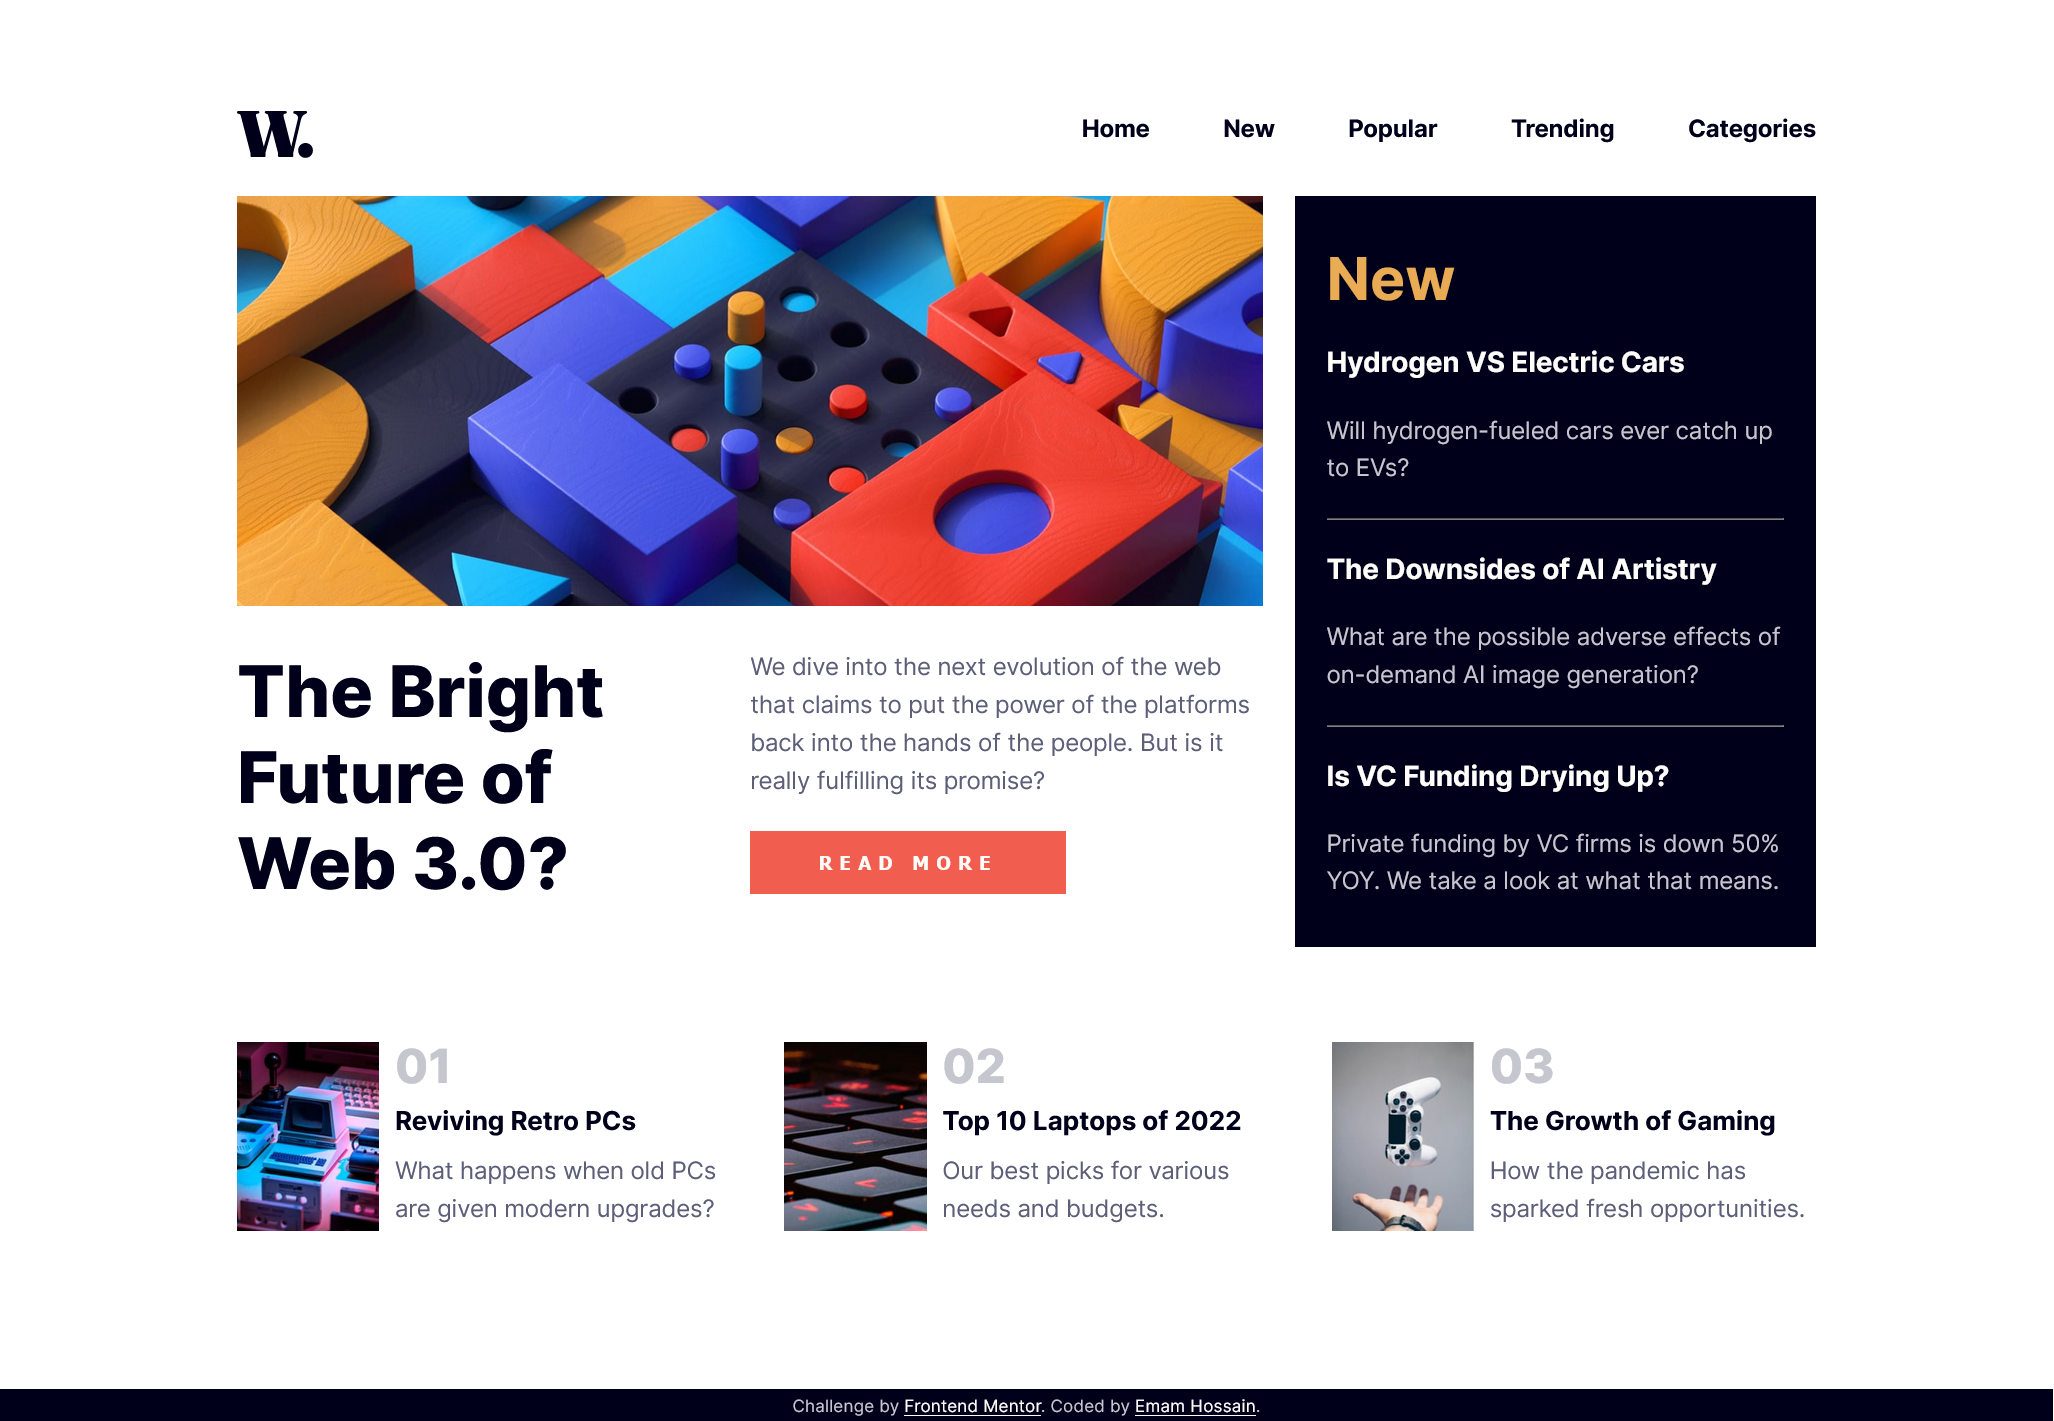 W.
Home New Popular Trending Categories
The Bright
Future of
Web 3.0?
We dive into the next evolution of the web
that claims to put the power of the platforms
back into the hands of the people. But is it
really fulfilling its promise?
READ MORE
New
Hydrogen VS Electric Cars
Will hydrogen-fueled cars ever catch up
to EVs?
The Downsides of AI Artistry
What are the possible adverse effects of
on-demand AI image generation?
Is VC Funding Drying Up?
Private funding by VC firms is down 50%
YOY. We take a look at what that means.
01
Reviving Retro PCs
What happens when old PCs
are given modern upgrades?
02
Top 10 Laptops of 2022
Our best picks for various
needs and budgets.
03
The Growth of Gaming
How the pandemic has
sparked fresh opportunities.
Challenge by Frontend Mentor. Coded by Emam Hossain.